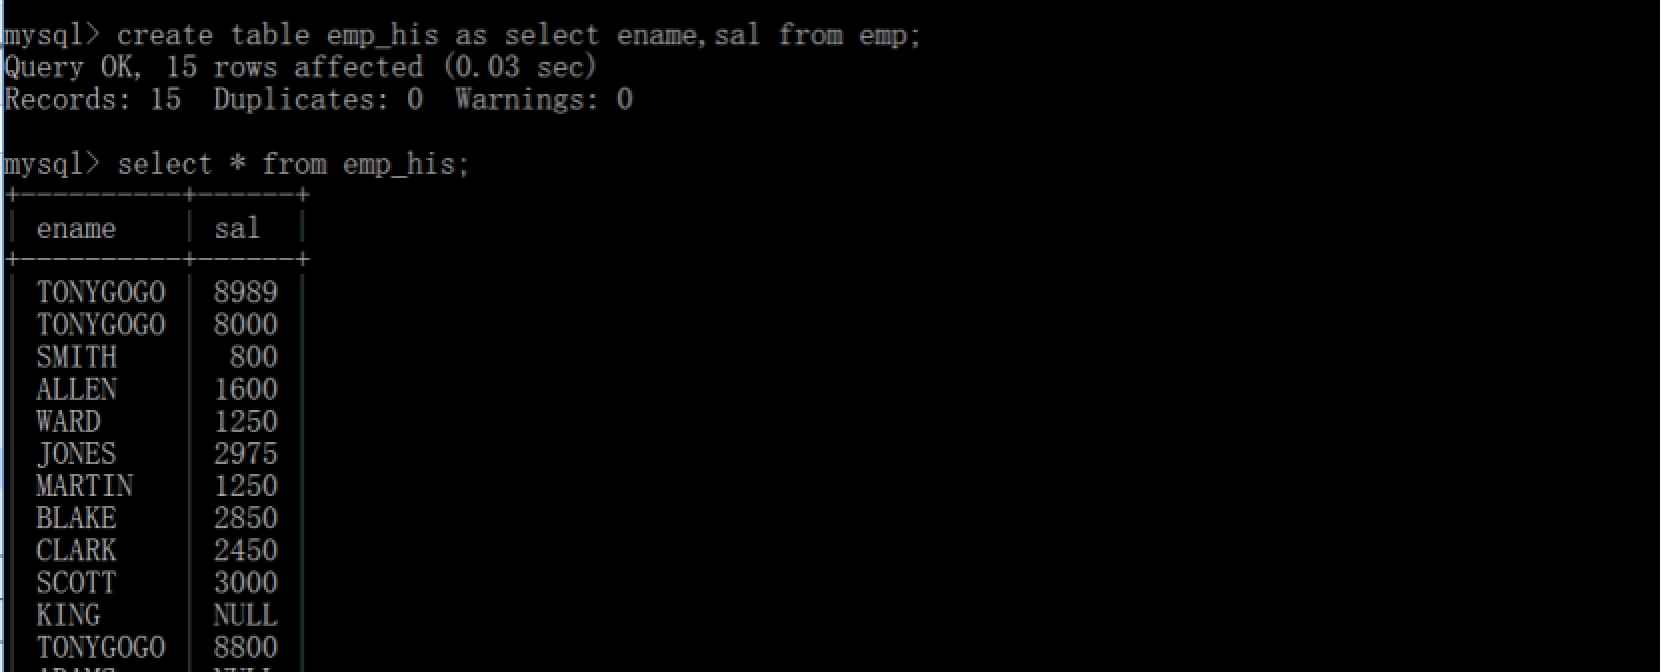 mysql> create table emp_his as select ename,sal from emp;
Query OK, 15 rows affected (0.03 sec)
Records: 15  Duplicates: 0  Warnings: 0
mysql> select * from emp_his;
+----------+------+
| ename    | sal  |
+----------+------+
| TONYGOGO | 8989 |
| TONYGOGO | 8000 |
| SMITH    |  800 |
| ALLEN    | 1600 |
| WARD     | 1250 |
| JONES    | 2975 |
| MARTIN   | 1250 |
| BLAKE    | 2850 |
| CLARK    | 2450 |
| SCOTT    | 3000 |
| KING     | NULL |
| TONYGOGO | 8800 |